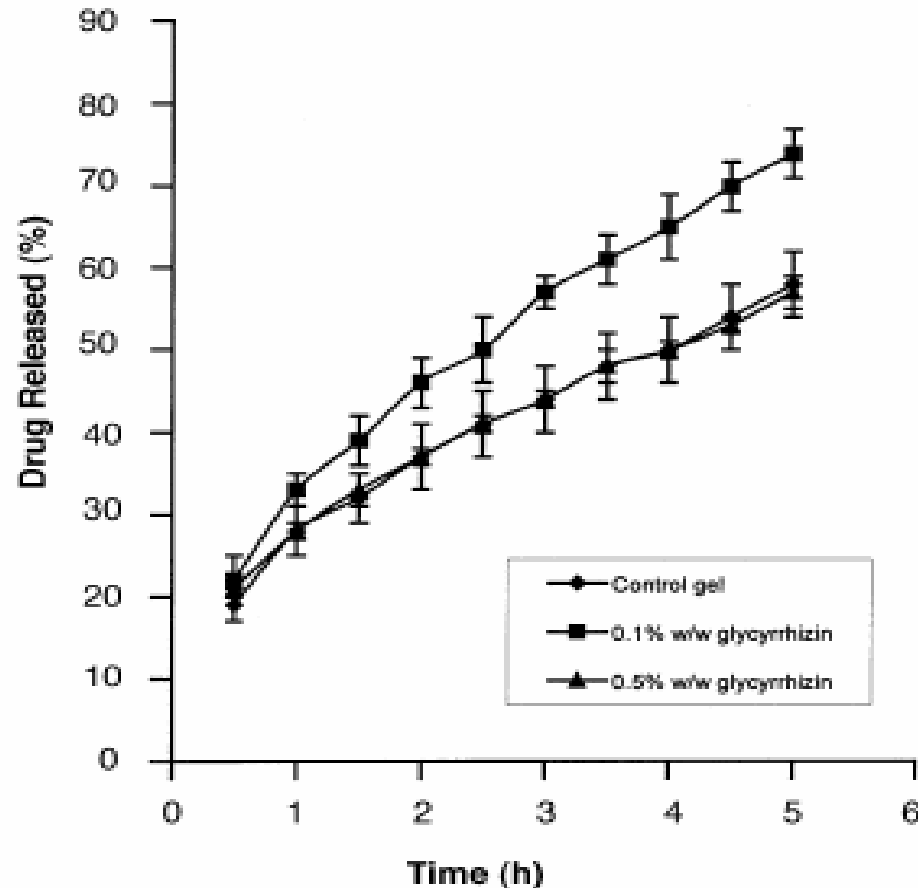 90
80
70
60
50
40
30
20
10
0
Drug Released (%)
0 1 2 3 4 5 6
Time (h)
Control gel
0.1% w/w glycyrrhizin
0.5% w/w glycyrrhizin